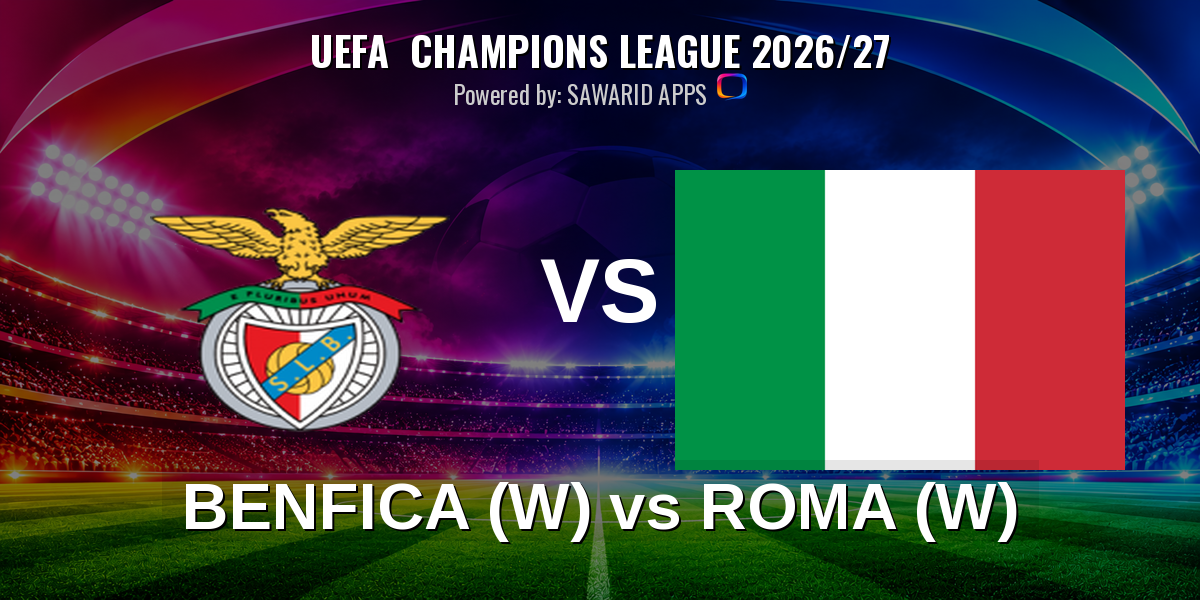 UEFA CHAMPIONS LEAGUE 2026/27
Powered by: SAWARID APPS
VS
E PLURIBUS UNUM
S. L. B.
BENFICA (W) vs ROMA (W)